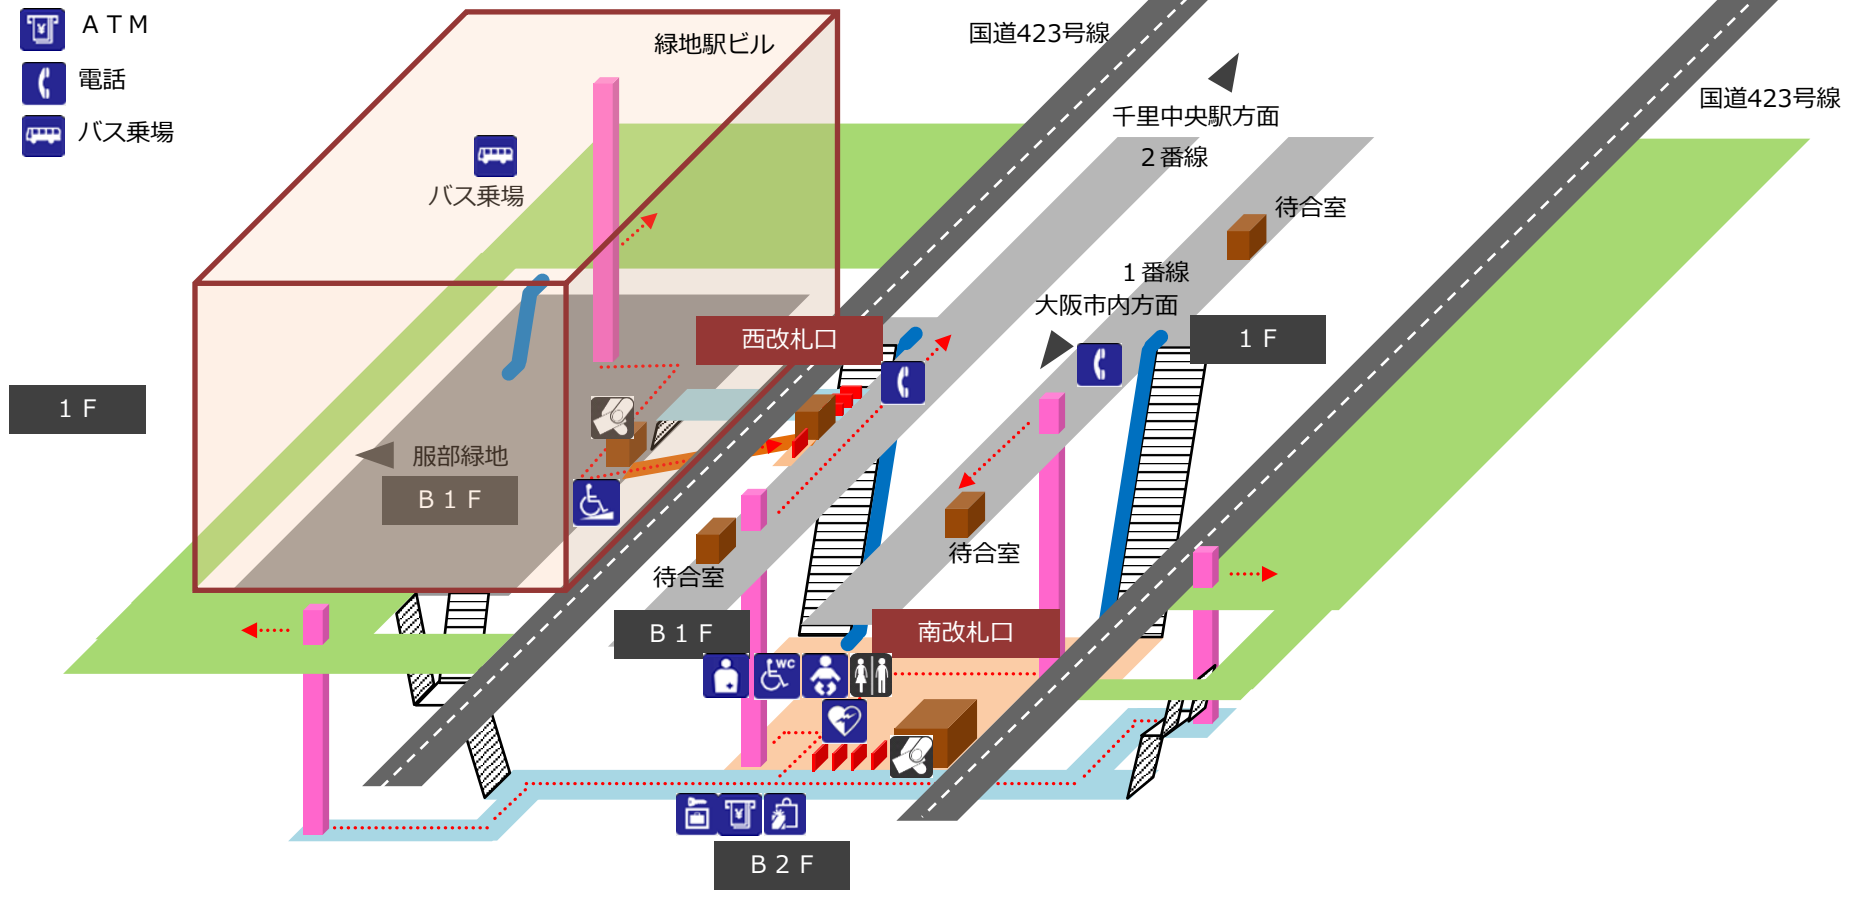 ＡＴＭ
電話
バス乗場
緑地駅ビル
国道423号線
国道423号線
千里中央駅方面
２番線
バス乗場
待合室
１番線
大阪市内方面
西改札口
１Ｆ
１Ｆ
服部緑地
Ｂ１Ｆ
待合室
待合室
Ｂ１Ｆ
南改札口
WC
Ｂ２Ｆ